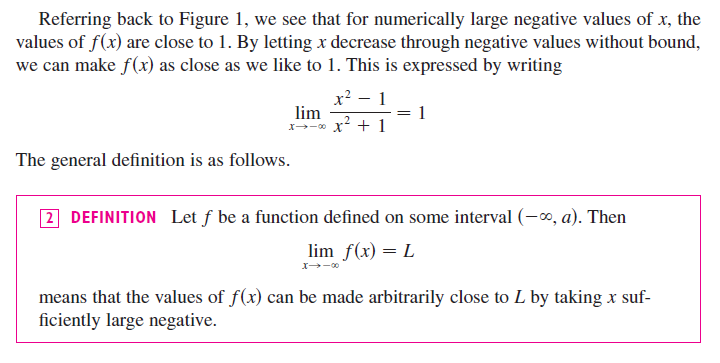 Referring back to Figure 1, we see that for numerically large negative values of x, the
values of f(x) are close to 1. By letting x decrease through negative values without bound,
we can make f(x) as close as we like to 1. This is expressed by writing
lim x→−∞ (x² − 1)/(x² + 1) = 1
The general definition is as follows.
2 DEFINITION Let f be a function defined on some interval (−∞, a). Then
lim x→−∞ f(x) = L
means that the values of f(x) can be made arbitrarily close to L by taking x suf-
ficiently large negative.